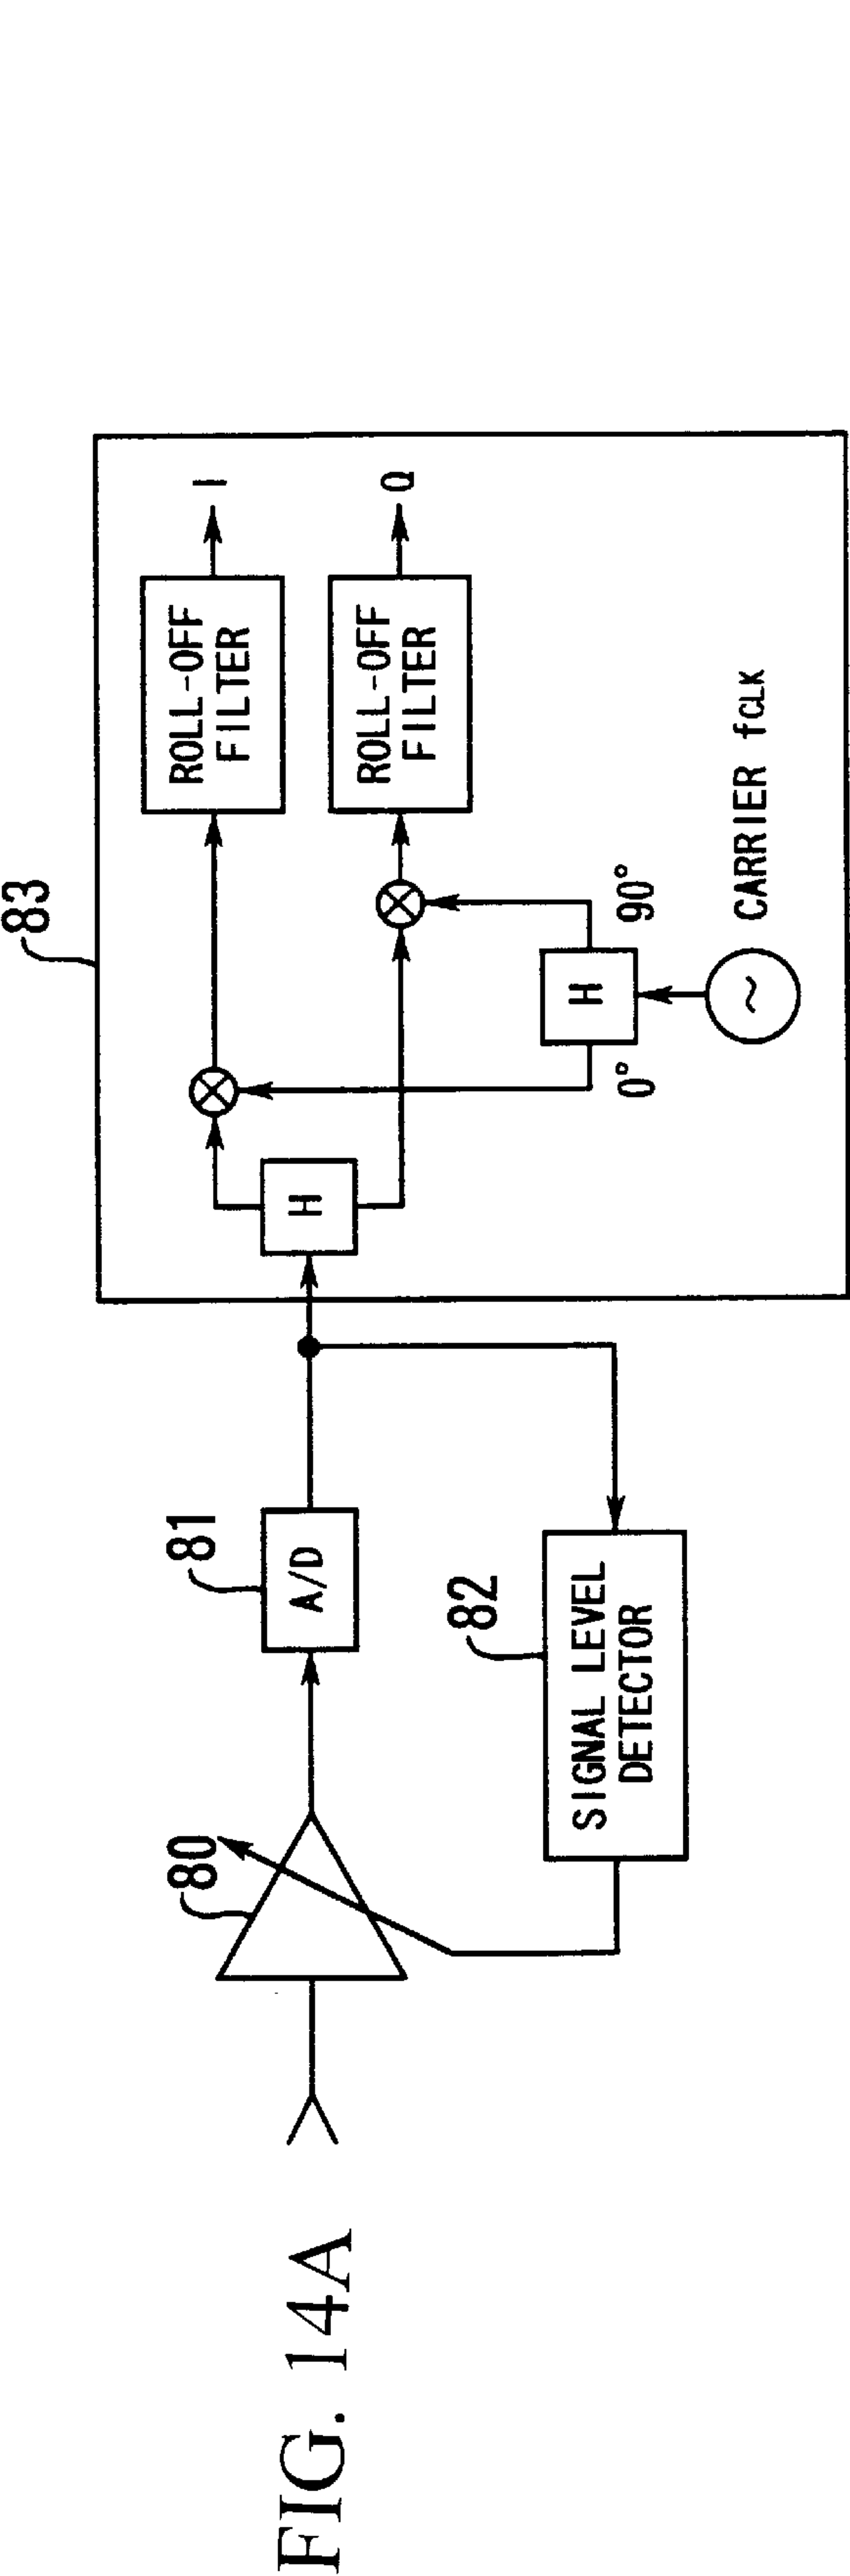 FIG. 14A
80
81
A/D
82
SIGNAL LEVEL
DETECTOR
83
H
ROLL-OFF
FILTER
I
ROLL-OFF
FILTER
Q
0°
H
90°
~
CARRIER fCLK